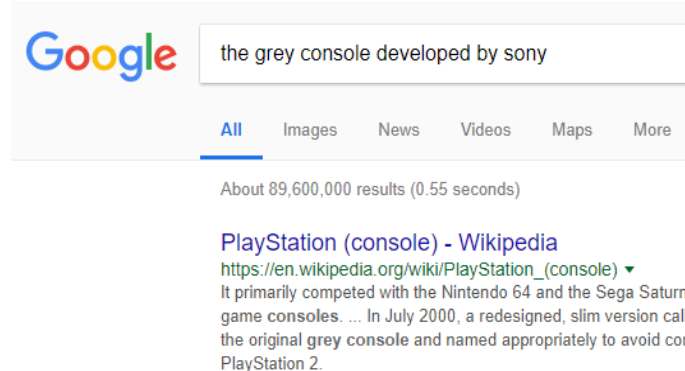 Google
the grey console developed by sony
All Images News Videos Maps More
About 89,600,000 results (0.55 seconds)
PlayStation (console) - Wikipedia
https://en.wikipedia.org/wiki/PlayStation_(console)
It primarily competed with the Nintendo 64 and the Sega Saturn
game consoles. ... In July 2000, a redesigned, slim version
the original grey console and named appropriately to avoid
PlayStation 2.